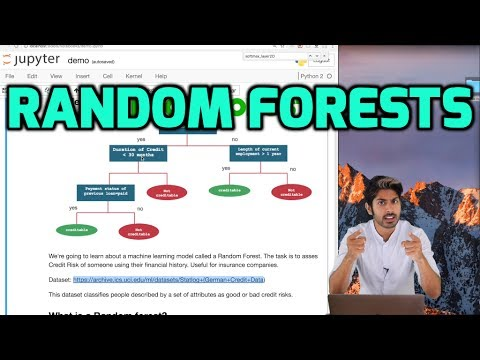 jupyter demo (autosaved)
File Edit View Insert Cell Kernel Help
Python 2
RANDOM FORESTS
yes no
Duration of Credit
< 30 months
Length of current
employment > 1 year
yes no yes no
Payment status of
previous loan=paid
Not
creditable
creditable
Not
creditable
yes no
creditable
Not
creditable
We're going to learn about a machine learning model called a Random Forest. The task is to asses
Credit Risk of someone using their financial history. Useful for insurance companies.
Dataset: https://archive.ics.uci.edu/ml/datasets/Statlog+(German+Credit+Data)
This dataset classifies people described by a set of attributes as good or bad credit risks.
What is a Random forest?